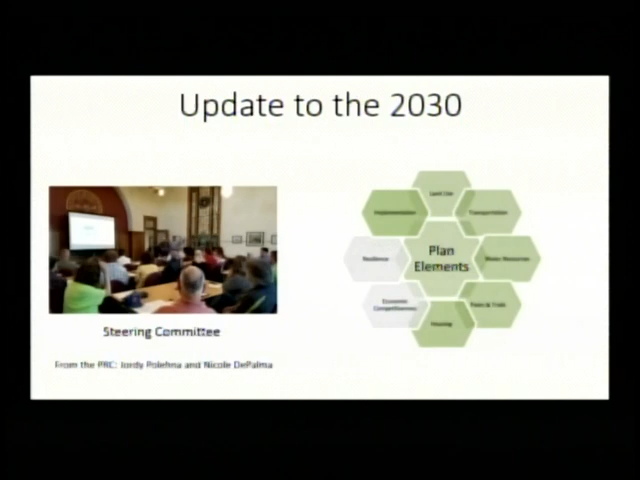 Update to the 2030
Land Use
Implementation
Transportation
Plan
Elements
Resilience
Water Resources
Economic
Competitiveness
Parks & Trails
Housing
Steering Committee
From the PRC: Jordy Polehna and Nicole DePalma